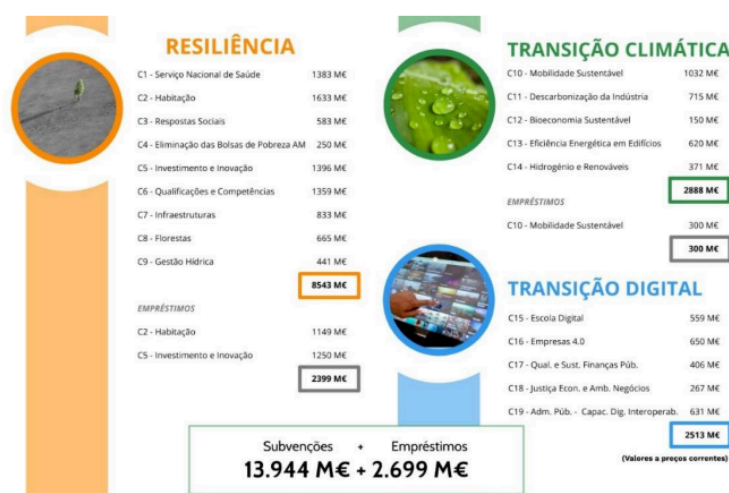 RESILIÊNCIA
C1 - Serviço Nacional de Saúde 1383 M€
C2 - Habitação 1633 M€
C3 - Respostas Sociais 583 M€
C4 - Eliminação das Bolsas de Pobreza AM 250 M€
C5 - Investimento e Inovação 1396 M€
C6 - Qualificações e Competências 1359 M€
C7 - Infraestruturas 833 M€
C8 - Florestas 665 M€
C9 - Gestão Hídrica 441 M€
8543 M€
EMPRÉSTIMOS
C2 - Habitação 1149 M€
C5 - Investimento e Inovação 1250 M€
2399 M€
TRANSIÇÃO CLIMÁTICA
C10 - Mobilidade Sustentável 1032 M€
C11 - Descarbonização da Indústria 715 M€
C12 - Bioeconomia Sustentável 150 M€
C13 - Eficiência Energética em Edifícios 620 M€
C14 - Hidrogénio e Renováveis 371 M€
2888 M€
EMPRÉSTIMOS
C10 - Mobilidade Sustentável 300 M€
300 M€
TRANSIÇÃO DIGITAL
C15 - Escola Digital 559 M€
C16 - Empresas 4.0 650 M€
C17 - Qual. e Sust. Finanças Púb. 406 M€
C18 - Justiça Econ. e Amb. Negócios 267 M€
C19 - Adm. Púb. - Capac. Dig. Interoperab. 631 M€
2513 M€
(Valores a preços correntes)
Subvenções + Empréstimos
13.944 M€ + 2.699 M€